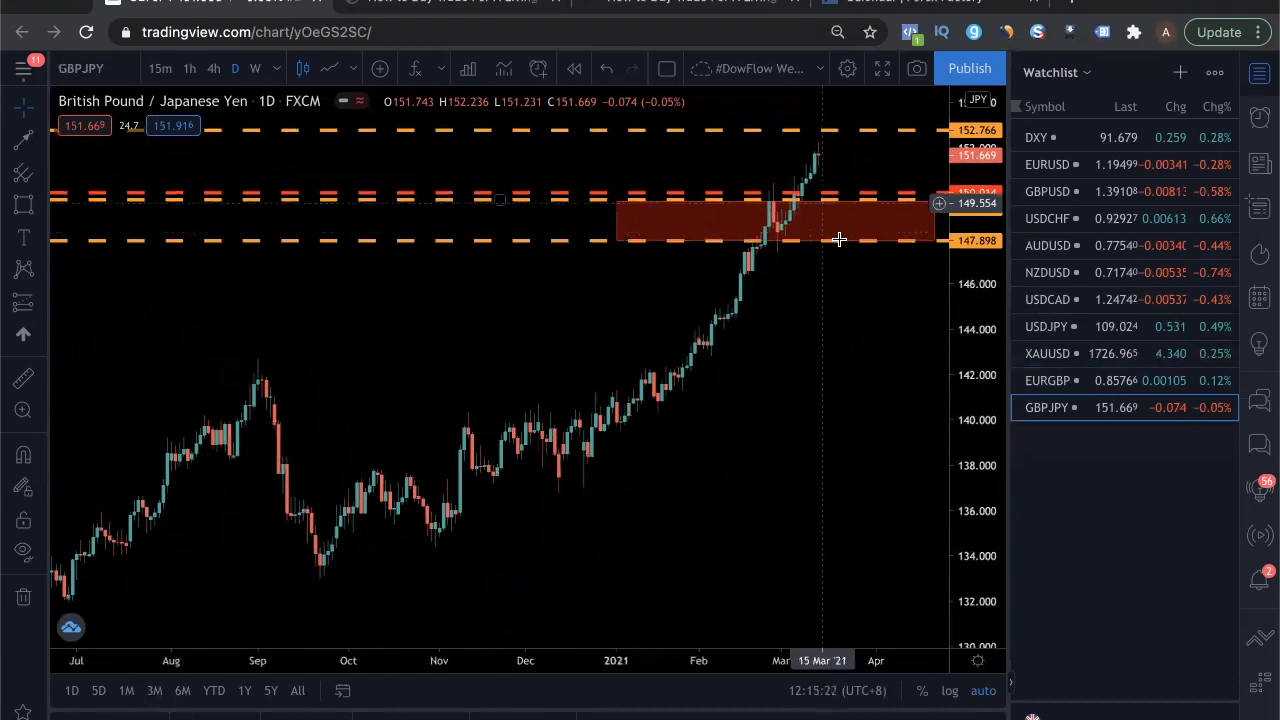 tradingview.com/chart/yOeGS2SC/
1
A
Update
11
GBPJPY
15m 1h 4h D W
#DowFlow We...
Publish
British Pound / Japanese Yen · 1D · FXCM
O151.743 H152.236 L151.231 C151.669 -0.074 (-0.05%)
JPY
151.669 24.7 151.916
152.766
151.669
149.554
147.898
146.000
144.000
142.000
140.000
138.000
136.000
134.000
132.000
130.000
Jul Aug Sep Oct Nov Dec 2021 Feb Mar 15 Mar '21 Apr
1D 5D 1M 3M 6M YTD 1Y 5Y All
(UTC+8) % log auto
Watchlist
Symbol Last Chg Chg%
DXY 91.679 0.259 0.28%
EURUSD 1.19499 -0.00341 -0.28%
GBPUSD 1.39108 -0.00813 -0.58%
USDCHF 0.92927 0.00613 0.66%
AUDUSD 0.77540 -0.00340 -0.44%
NZDUSD 0.71740 -0.00535 -0.74%
USDCAD 1.24742 -0.00537 -0.43%
USDJPY 109.024 0.531 0.49%
XAUUSD 1726.965 4.340 0.25%
EURGBP 0.85766 0.00105 0.12%
GBPJPY 151.669 -0.074 -0.05%
56
2